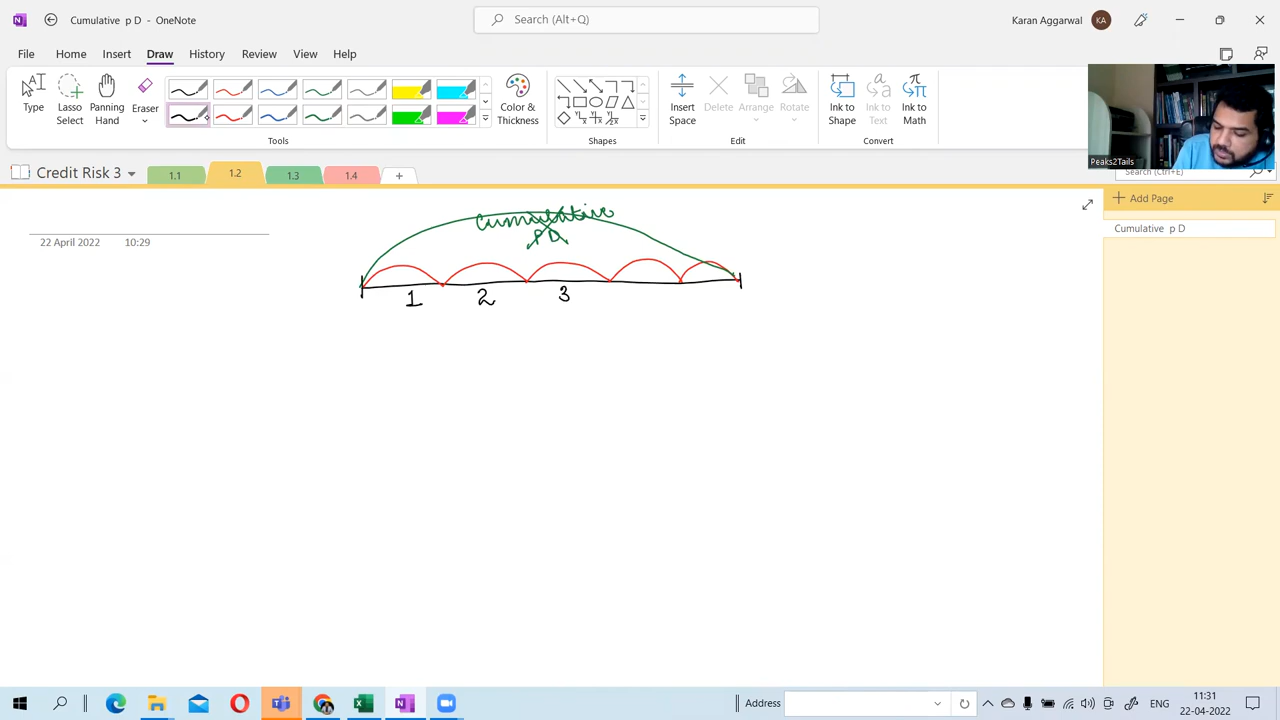 Cumulative p D - OneNote
Search (Alt+Q)
Karan Aggarwal
KA
File Home Insert Draw History Review View Help
Type
Lasso Select
Panning Hand
Eraser
Color & Thickness
Insert Space
Delete
Arrange
Rotate
Ink to Shape
Ink to Text
Ink to Math
Tools
Shapes
Edit
Convert
Peaks2Tails
Credit Risk 3
1.1
1.2
1.3
1.4
Search (Ctrl+E)
Add Page
Cumulative p D
22 April 2022 10:29
Cumulative
PD
1 2 3
Address
ENG
11:31
22-04-2022